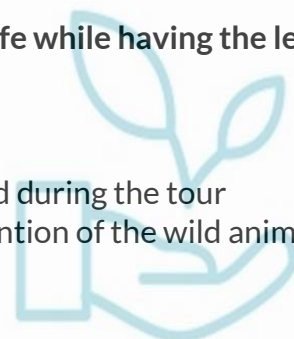 fe while having the le
d during the tour
ntion of the wild anim